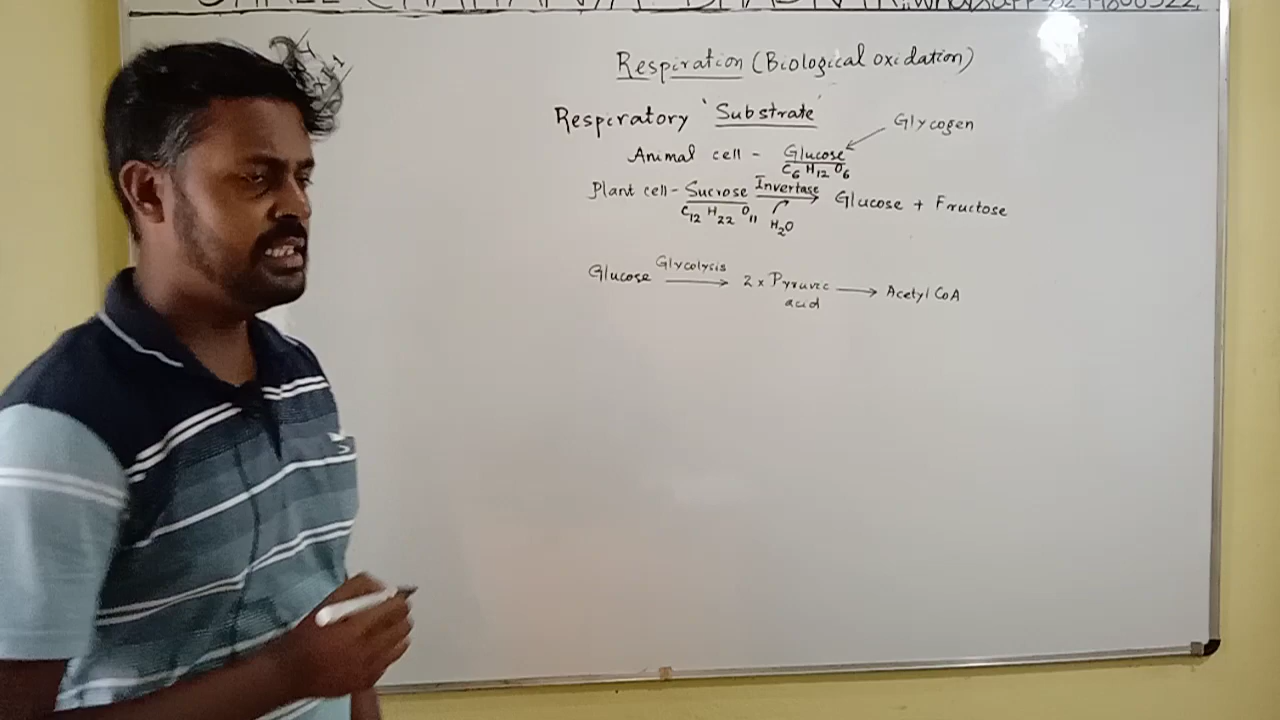 Respiration (Biological oxidation)
Respiratory 'Substrate'
Glycogen
Animal cell - Glucose
C6 H12 O6
Plant cell - Sucrose Invertase Glucose + Fructose
C12 H22 O11 H2O
Glucose Glycolysis 2 x Pyruvic acid Acetyl CoA